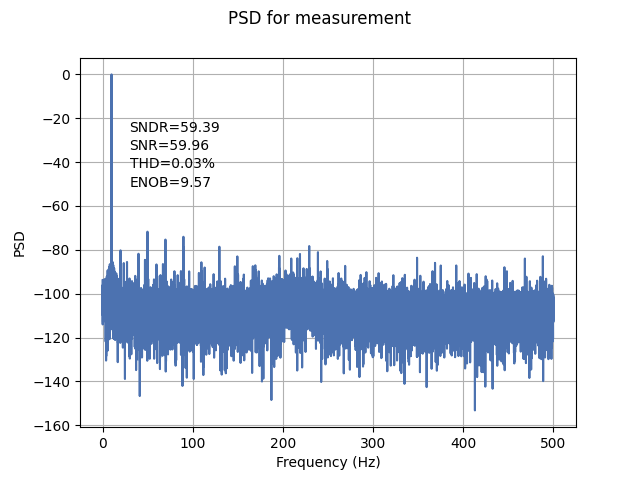 PSD for measurement
0
−20
−40
−60
−80
−100
−120
−140
−160
PSD
SNDR=59.39
SNR=59.96
THD=0.03%
ENOB=9.57
0 100 200 300 400 500
Frequency (Hz)